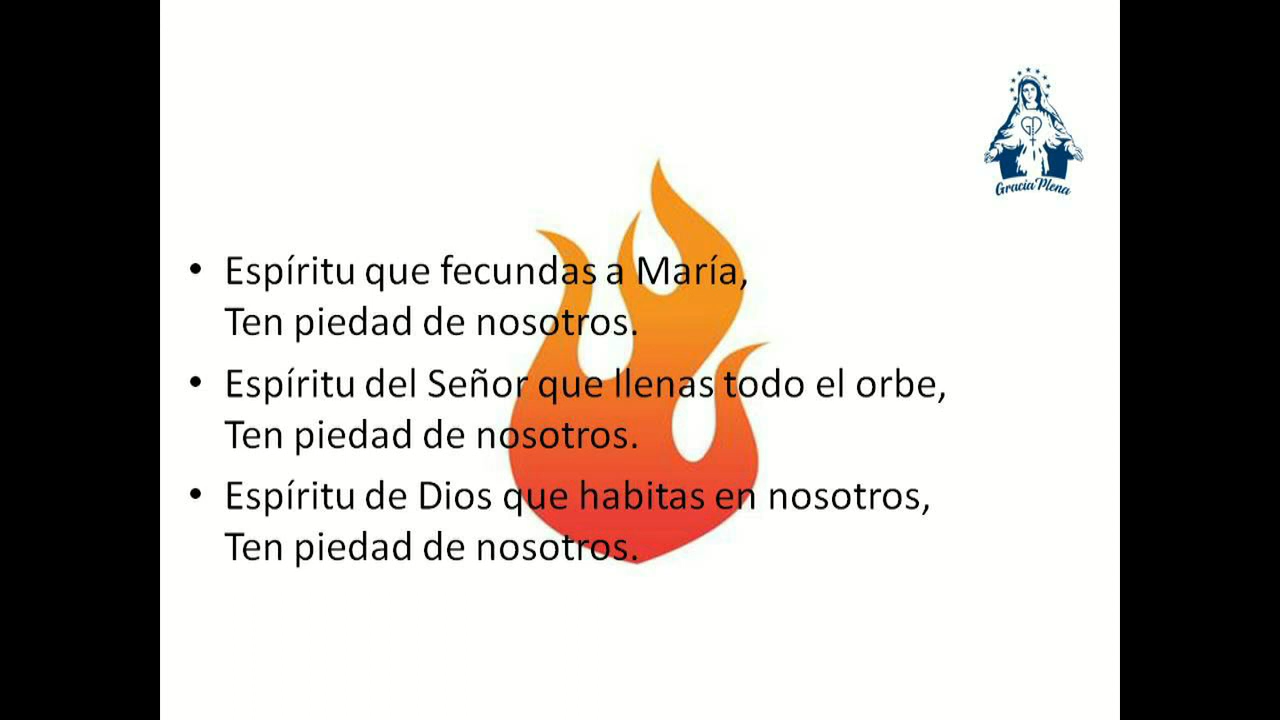 Gracia Plena
• Espíritu que fecundas a María,
Ten piedad de nosotros.
• Espíritu del Señor que llenas todo el orbe,
Ten piedad de nosotros.
• Espíritu de Dios que habitas en nosotros,
Ten piedad de nosotros.